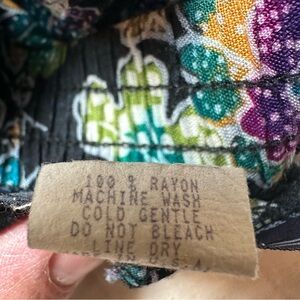 100 % RAYON
MACHINE WASH
COLD GENTLE
DO NOT BLEACH
LINE DRY